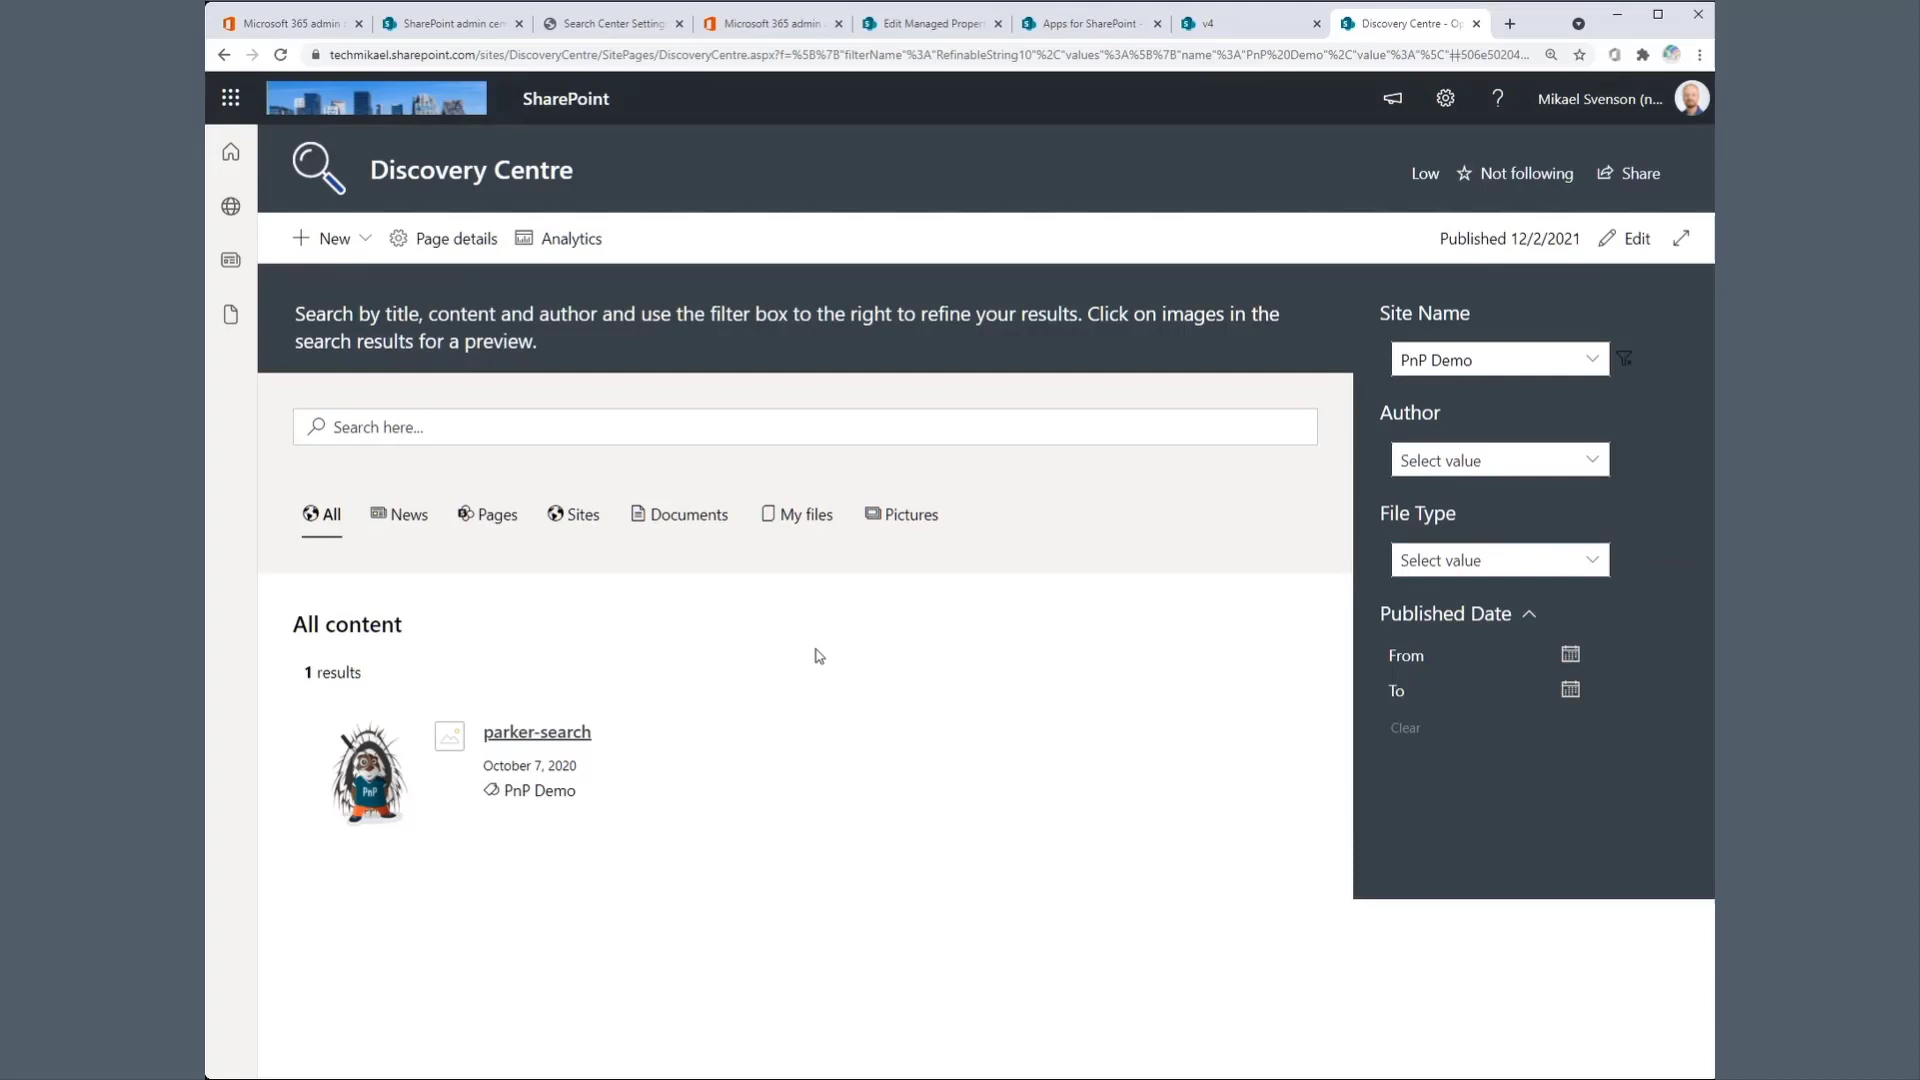 Microsoft 365 admin
SharePoint admin cen
Search Center Setting
Microsoft 365 admin
Edit Managed Proper
Apps for SharePoint -
v4
Discovery Centre - Op
techmikael.sharepoint.com/sites/DiscoveryCentre/SitePages/DiscoveryCentre.aspx?f=%5B%7B"filterName"%3A"RefinableString10"%2C"values"%3A%5B%7B"name"%3A"PnP%20Demo"%2C"value"%3A"%5C"ǂǂ506e50204...
SharePoint
Mikael Svenson (n...
Discovery Centre
Low
Not following
Share
New
Page details
Analytics
Published 12/2/2021
Edit
Search by title, content and author and use the filter box to the right to refine your results. Click on images in the
search results for a preview.
Site Name
PnP Demo
Search here...
Author
Select value
All
News
Pages
Sites
Documents
My files
Pictures
File Type
Select value
Published Date
From
To
Clear
All content
1 results
parker-search
October 7, 2020
PnP Demo
PnP